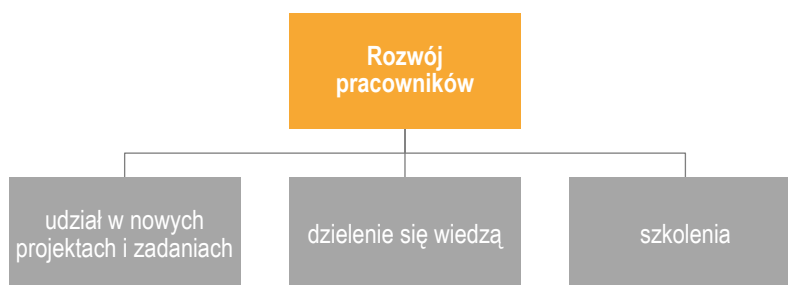 Rozwój
pracowników
udział w nowych
projektach i zadaniach
dzielenie się wiedzą
szkolenia